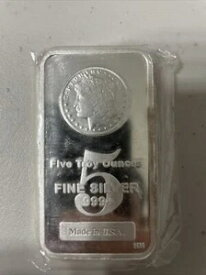 Five Troy Ounces
5
FINE SILVER
999
Made in U.S.A.